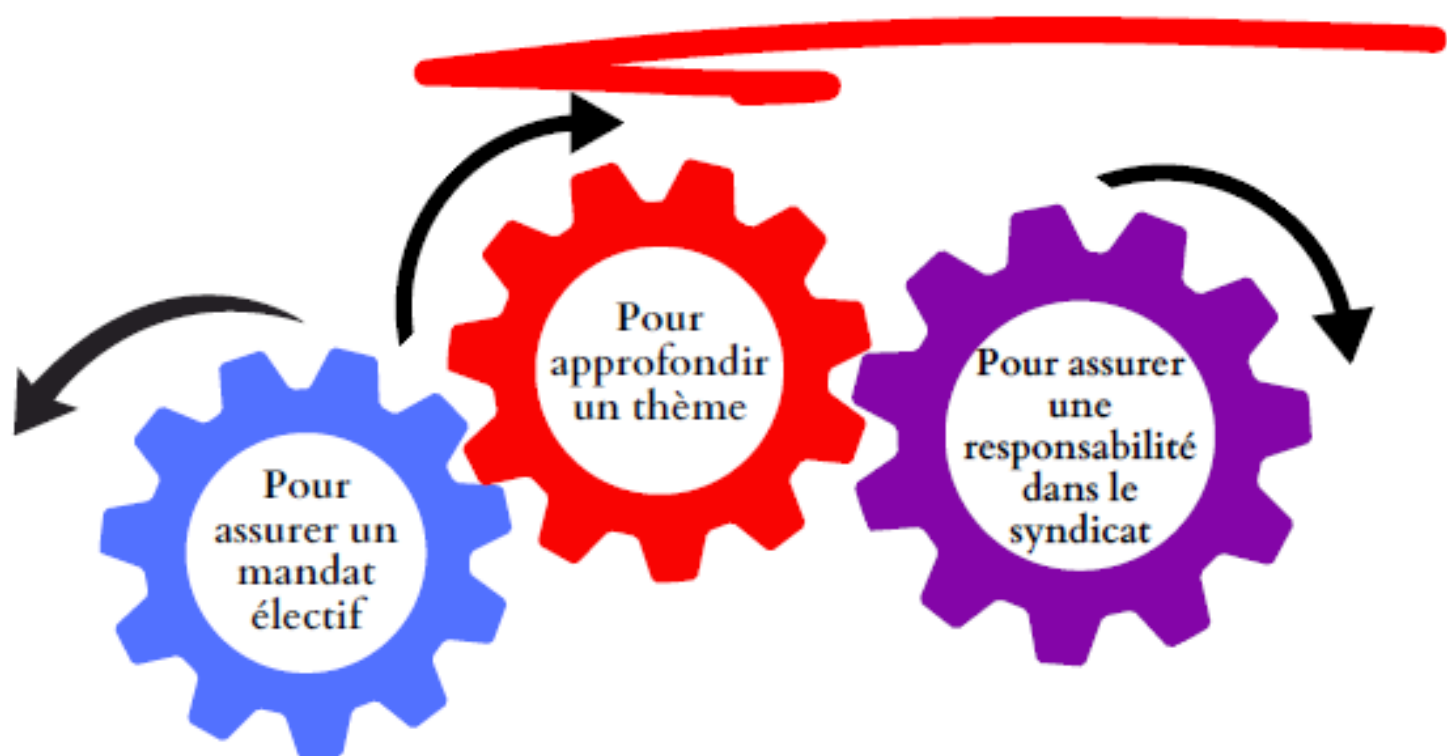 Pour
assurer un
mandat
électif
Pour
approfondir
un thème
Pour assurer
une
responsabilité
dans le
syndicat